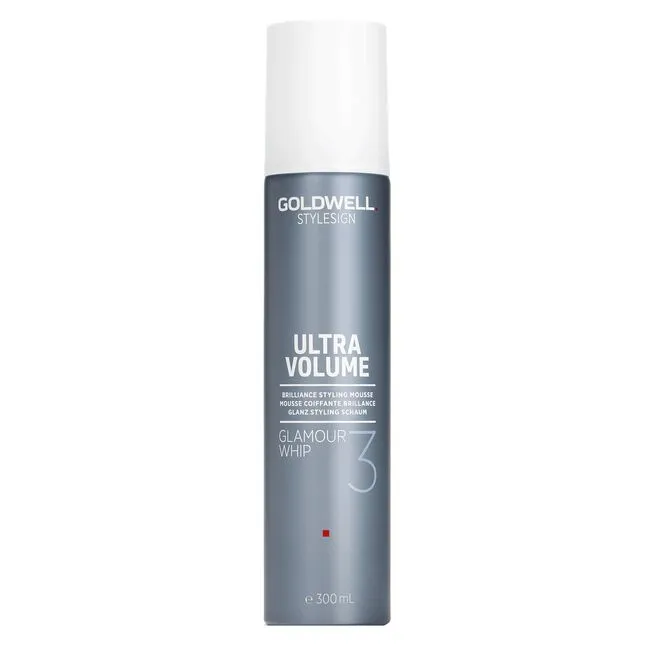 GOLDWELL.
STYLESIGN
ULTRA
VOLUME
BRILLIANCE STYLING MOUSSE
MOUSSE COIFFANTE BRILLANCE
GLANZ STYLING SCHAUM
GLAMOUR
WHIP
3
℮ 300 mL